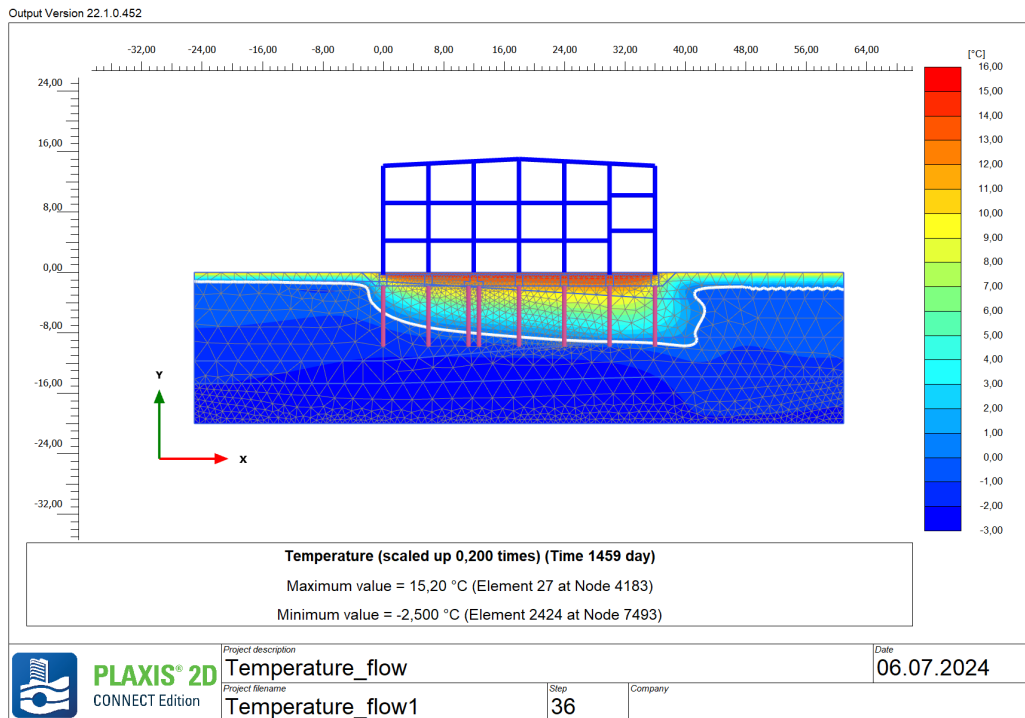 Output Version 22.1.0.452
-32,00 -24,00 -16,00 -8,00 0,00 8,00 16,00 24,00 32,00 40,00 48,00 56,00 64,00
[°C]
24,00
16,00
8,00
0,00
-8,00
-16,00
-24,00
-32,00
16,00
15,00
14,00
13,00
12,00
11,00
10,00
9,00
8,00
7,00
6,00
5,00
4,00
3,00
2,00
1,00
0,00
-1,00
-2,00
-3,00
Y
X
Temperature (scaled up 0,200 times) (Time 1459 day)
Maximum value = 15,20 °C (Element 27 at Node 4183)
Minimum value = -2,500 °C (Element 2424 at Node 7493)
PLAXIS® 2D
CONNECT Edition
Project description
Temperature_flow
Date
06.07.2024
Project filename
Temperature_flow1
Step
36
Company